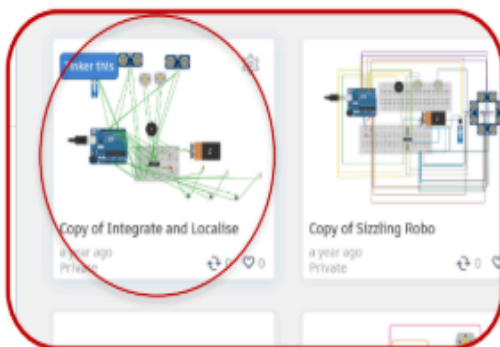 Tinker this
Copy of Integrate and Localise
a year ago
Private
0
0
Copy of Sizzling Robo
a year ago
Private
0